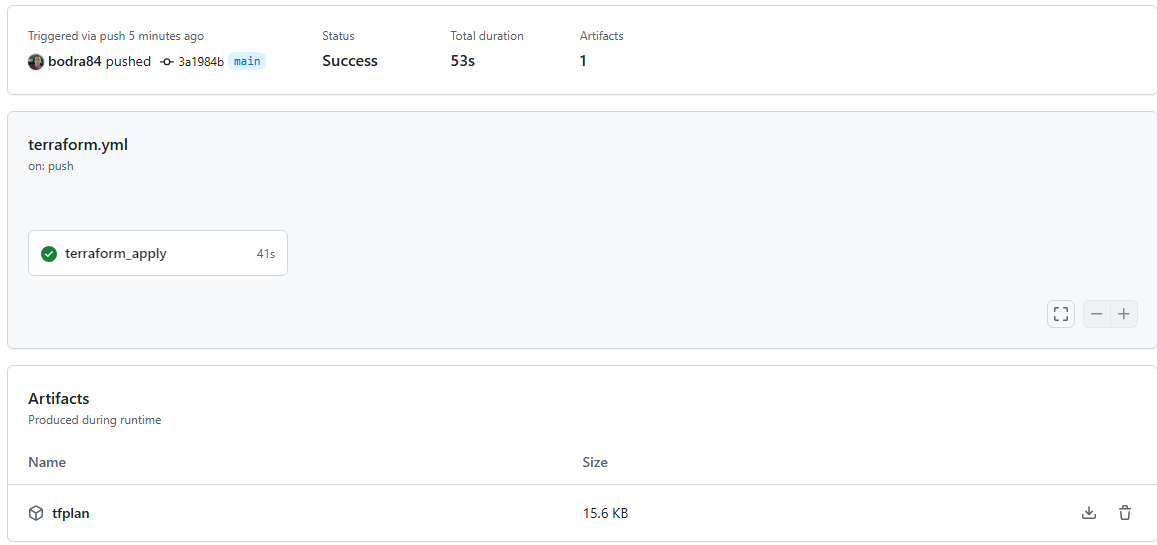 Triggered via push 5 minutes ago
Status
Total duration
Artifacts
bodra84 pushed 3a1984b main
Success
53s
1
terraform.yml
on: push
terraform_apply 41s
Artifacts
Produced during runtime
Name Size
tfplan 15.6 KB